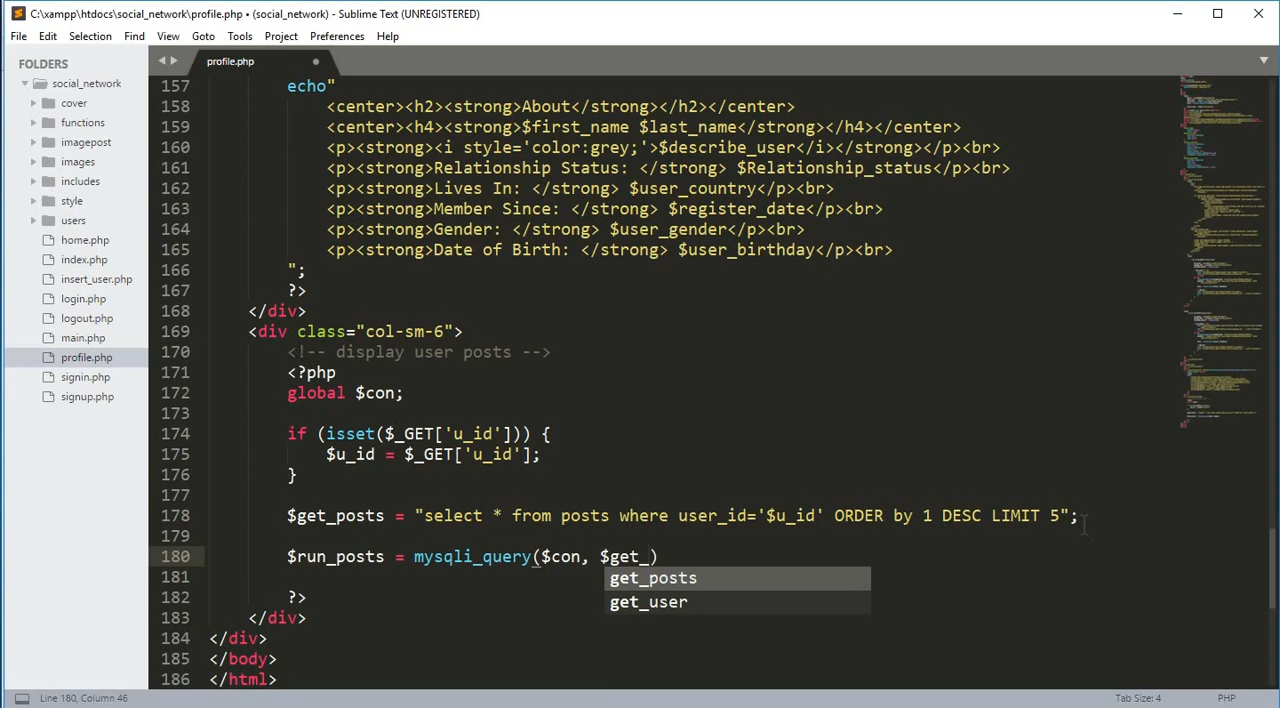 C:\xampp\htdocs\social_network\profile.php • (social_network) - Sublime Text (UNREGISTERED)
File Edit Selection Find View Goto Tools Project Preferences Help
FOLDERS
social_network
cover
functions
imagepost
images
includes
style
users
home.php
index.php
insert_user.php
login.php
logout.php
main.php
profile.php
signin.php
signup.php
profile.php
157 echo"
158 <center><h2><strong>About</strong></h2></center>
159 <center><h4><strong>$first_name $last_name</strong></h4></center>
160 <p><strong><i style='color:grey;'>$describe_user</i></strong></p><br>
161 <p><strong>Relationship Status: </strong> $Relationship_status</p><br>
162 <p><strong>Lives In: </strong> $user_country</p><br>
163 <p><strong>Member Since: </strong> $register_date</p><br>
164 <p><strong>Gender: </strong> $user_gender</p><br>
165 <p><strong>Date of Birth: </strong> $user_birthday</p><br>
166 ";
167 ?>
168 </div>
169 <div class="col-sm-6">
170 <!-- display user posts -->
171 <?php
172 global $con;
173
174 if (isset($_GET['u_id'])) {
175 $u_id = $_GET['u_id'];
176 }
177
178 $get_posts = "select * from posts where user_id='$u_id' ORDER by 1 DESC LIMIT 5";
179
180 $run_posts = mysqli_query($con, $get_)
get_posts
get_user
181
182 ?>
183 </div>
184 </div>
185 </body>
186 </html>
Line 180, Column 46
Tab Size: 4
PHP